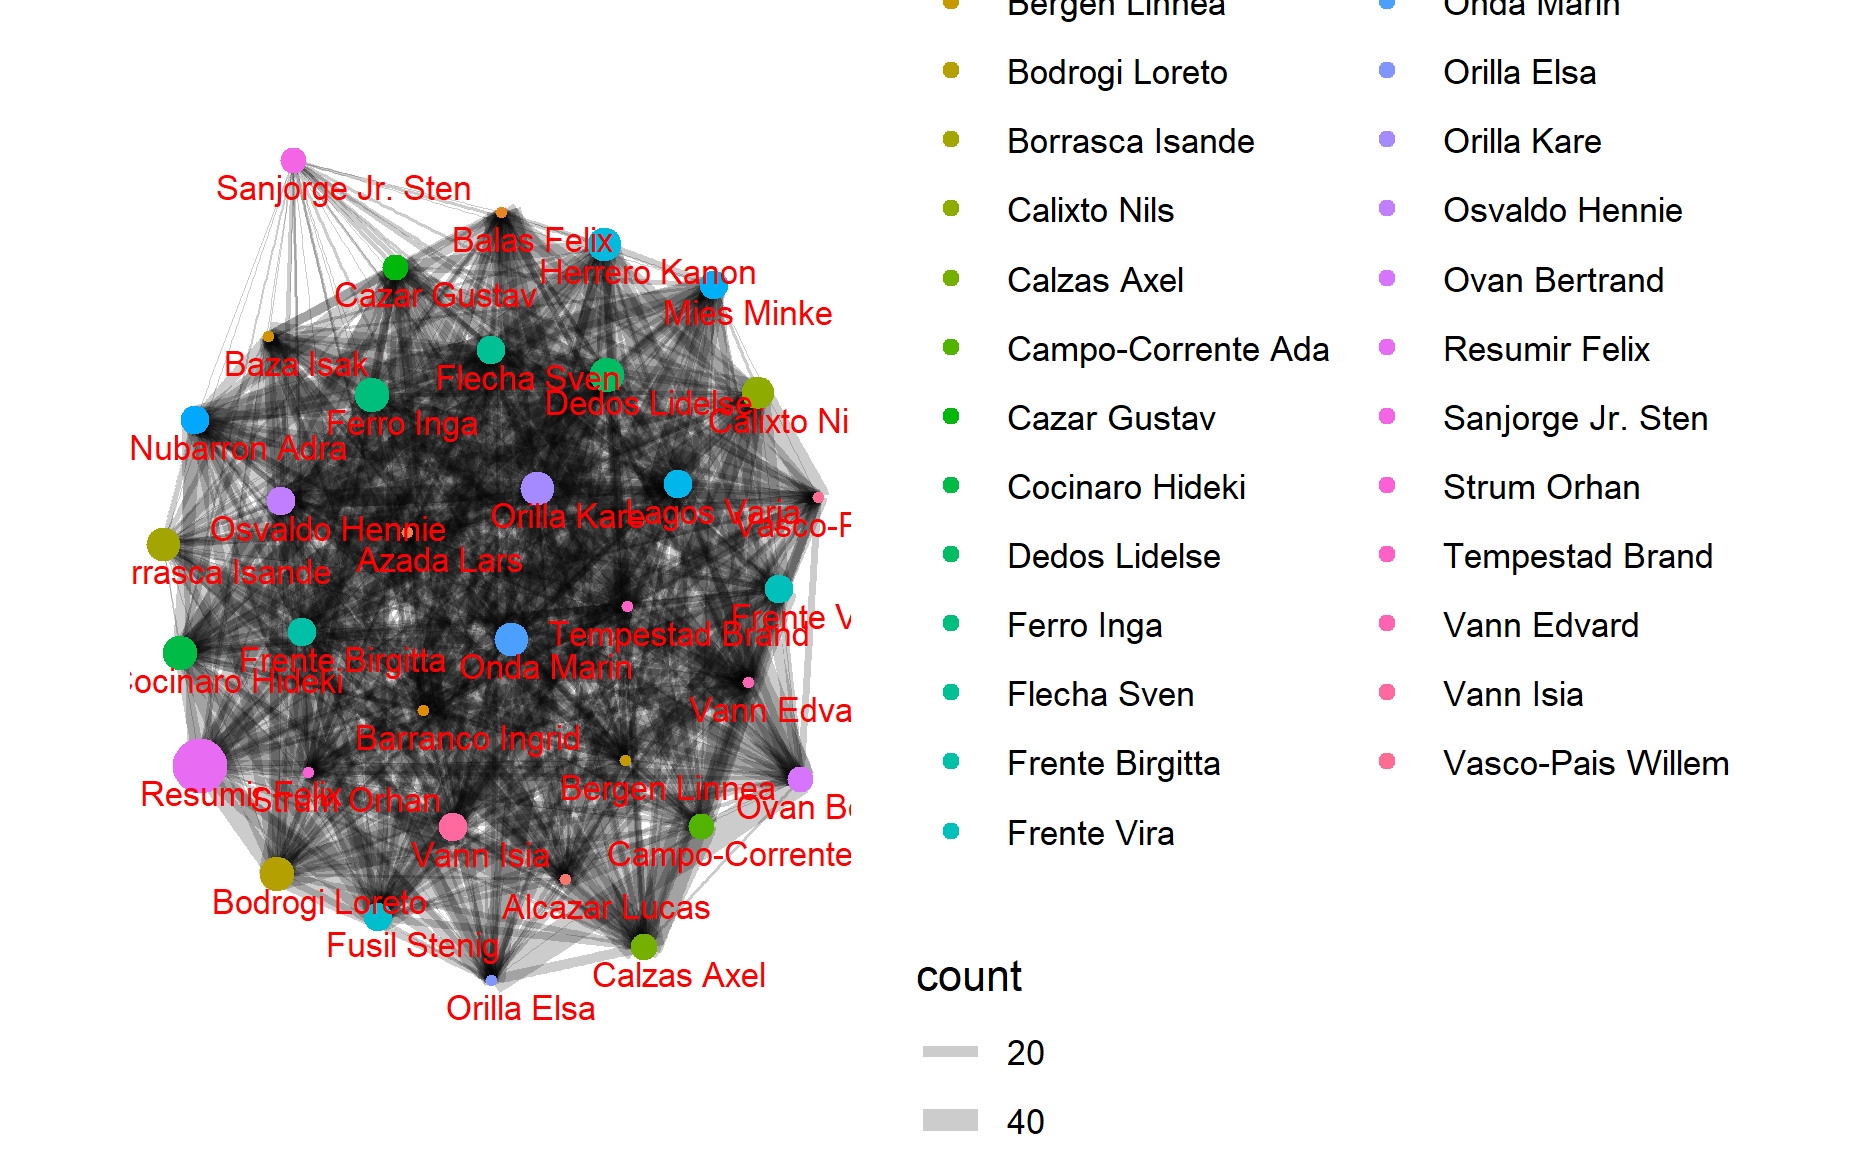 Sanjorge Jr. Sten
Balas Felix
Herrero Kanon
Cazar Gustav
Mies Minke
Baza Isak
Flecha Sven
Dedos Lidelse
Ferro Inga
Calixto Ni
Nubarron Adra
Orilla Kare
Lagos Varja
Vasco-P
Osvaldo Hennie
Azada Lars
rrasca Isande
Frente V
Tempestad Brand
Frente Birgitta
Onda Marin
Cocinaro Hideki
Vann Edva
Barranco Ingrid
Bergen Linnea
Resumir Felix
Strum Orhan
Ovan Be
Vann Isia
Campo-Corrente
Bodrogi Loreto
Alcazar Lucas
Fusil Stenig
Calzas Axel
Orilla Elsa
Bergen Linnea
Bodrogi Loreto
Borrasca Isande
Calixto Nils
Calzas Axel
Campo-Corrente Ada
Cazar Gustav
Cocinaro Hideki
Dedos Lidelse
Ferro Inga
Flecha Sven
Frente Birgitta
Frente Vira
Onda Marin
Orilla Elsa
Orilla Kare
Osvaldo Hennie
Ovan Bertrand
Resumir Felix
Sanjorge Jr. Sten
Strum Orhan
Tempestad Brand
Vann Edvard
Vann Isia
Vasco-Pais Willem
count
20
40